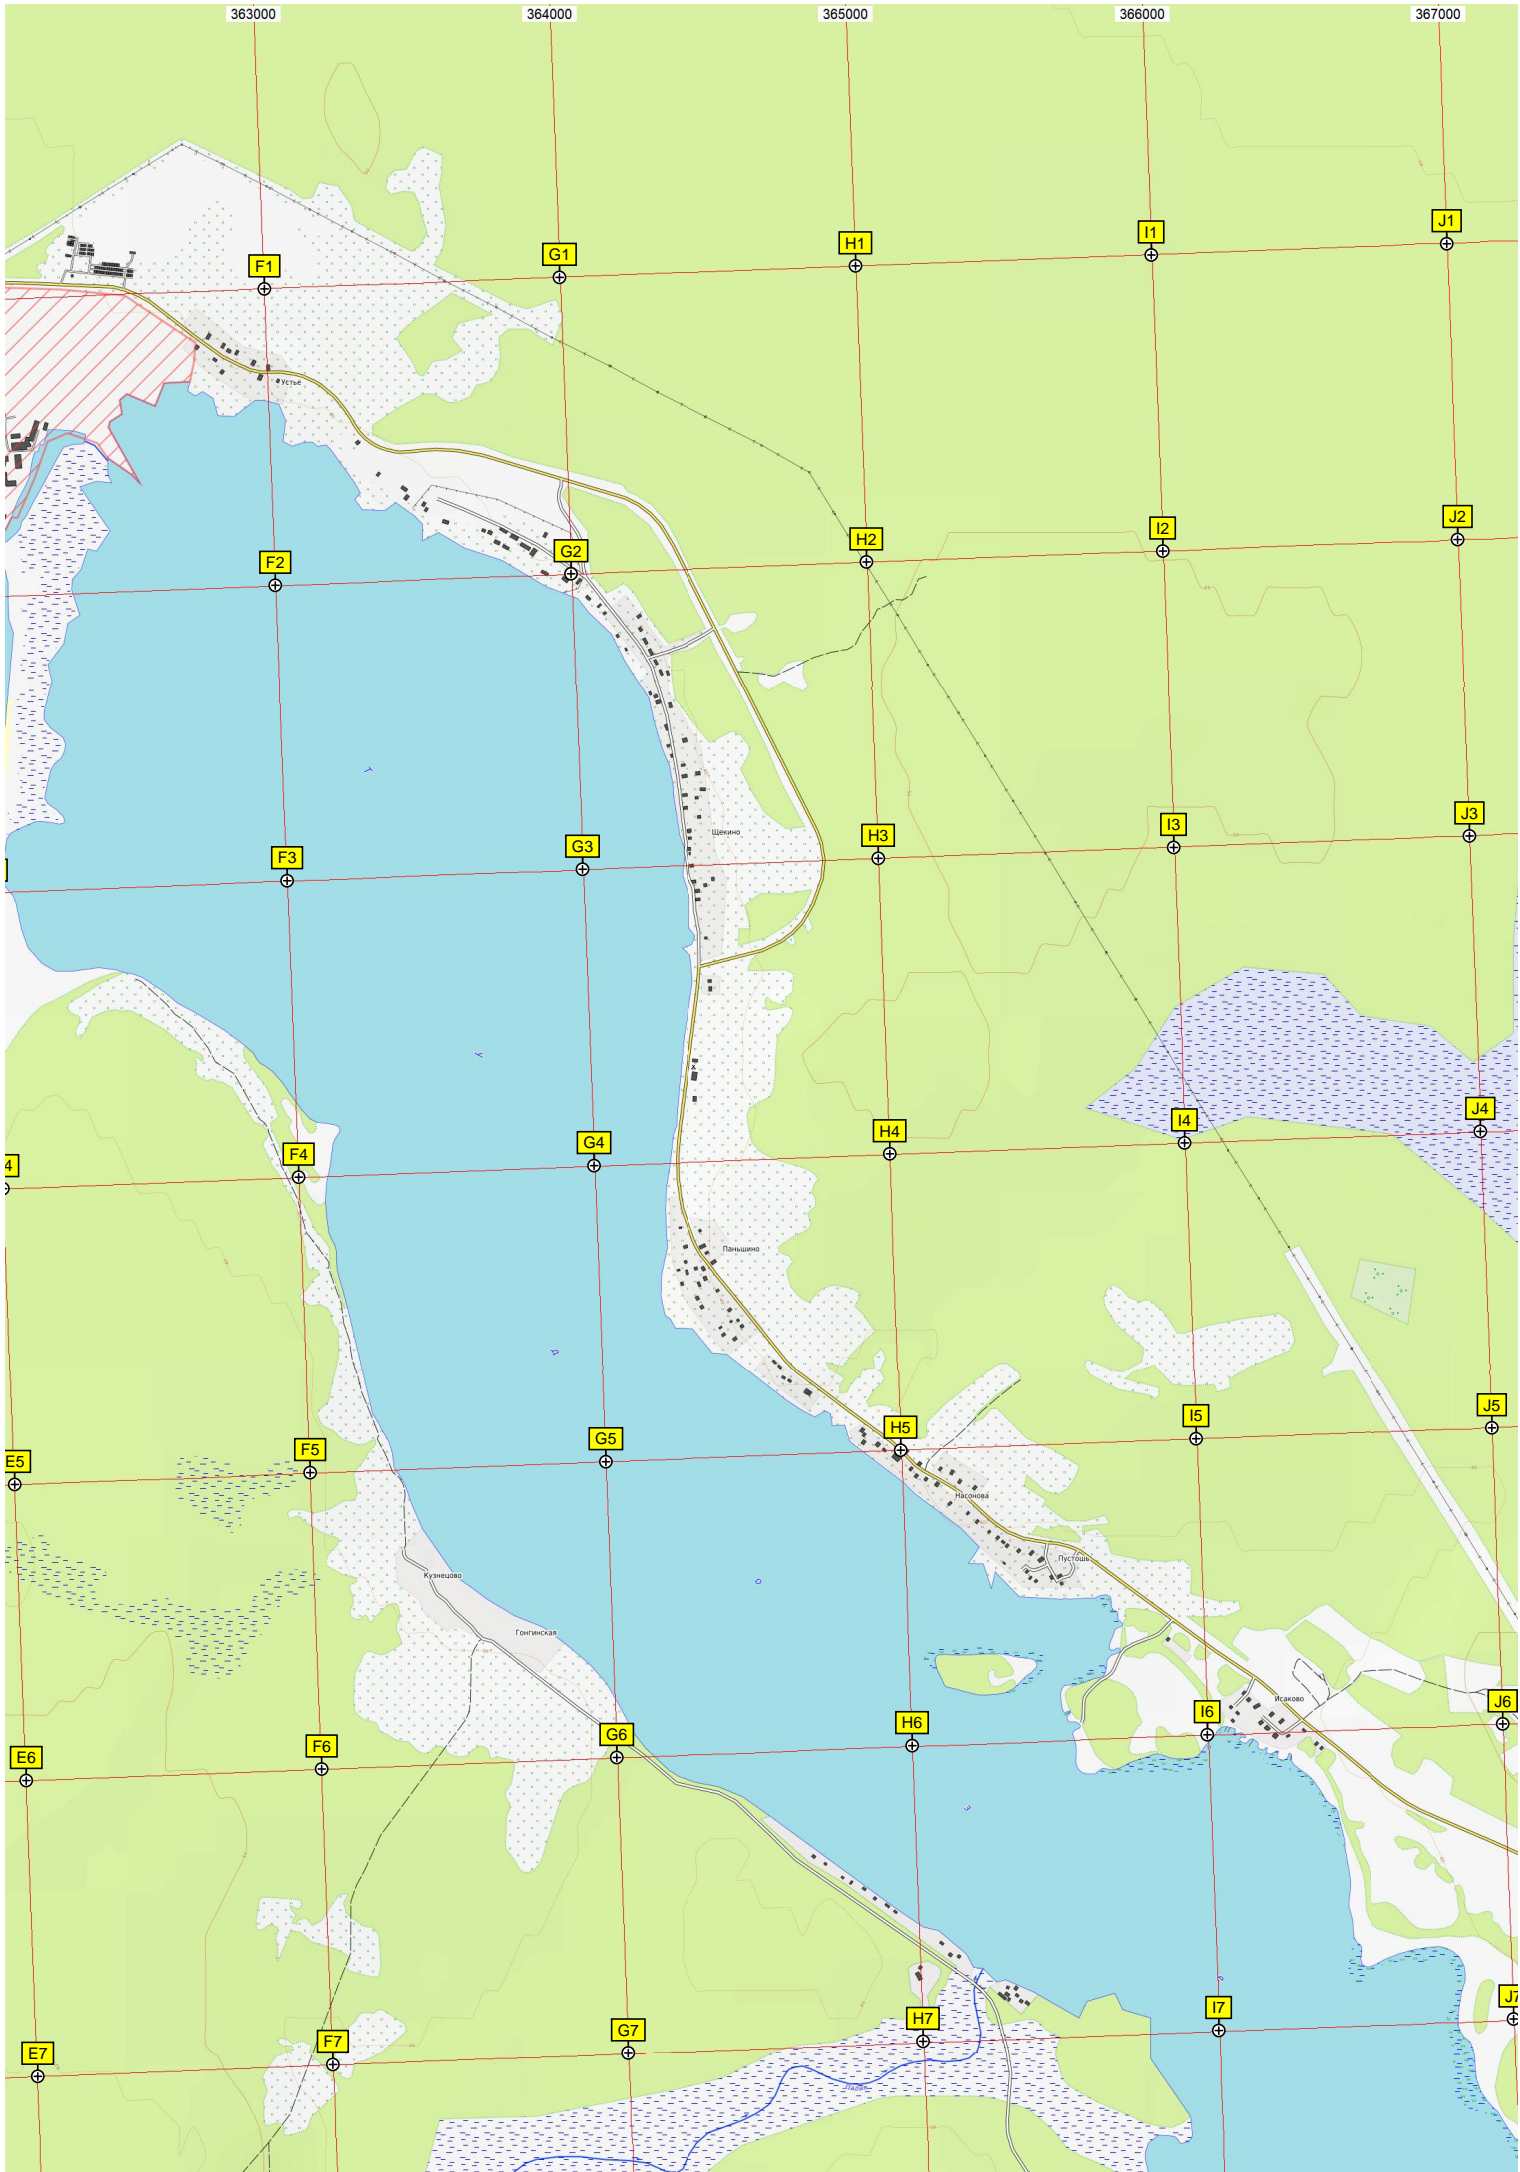 363000 364000 365000 366000 367000
J1
I1
H1
G1
F1
Устье
J2
I2
H2
G2
F2
Т
J3
I3
Щекино
H3
G3
F3
у
J4
I4
H4
G4
F4
4
Паньшино
д
J5
I5
H5
G5
F5
E5
Насонова
Пустошь
Кузнецово
о
Гонгинская
Исаково
J6
I6
H6
G6
F6
E6
з
е
J7
I7
H7
G7
F7
E7